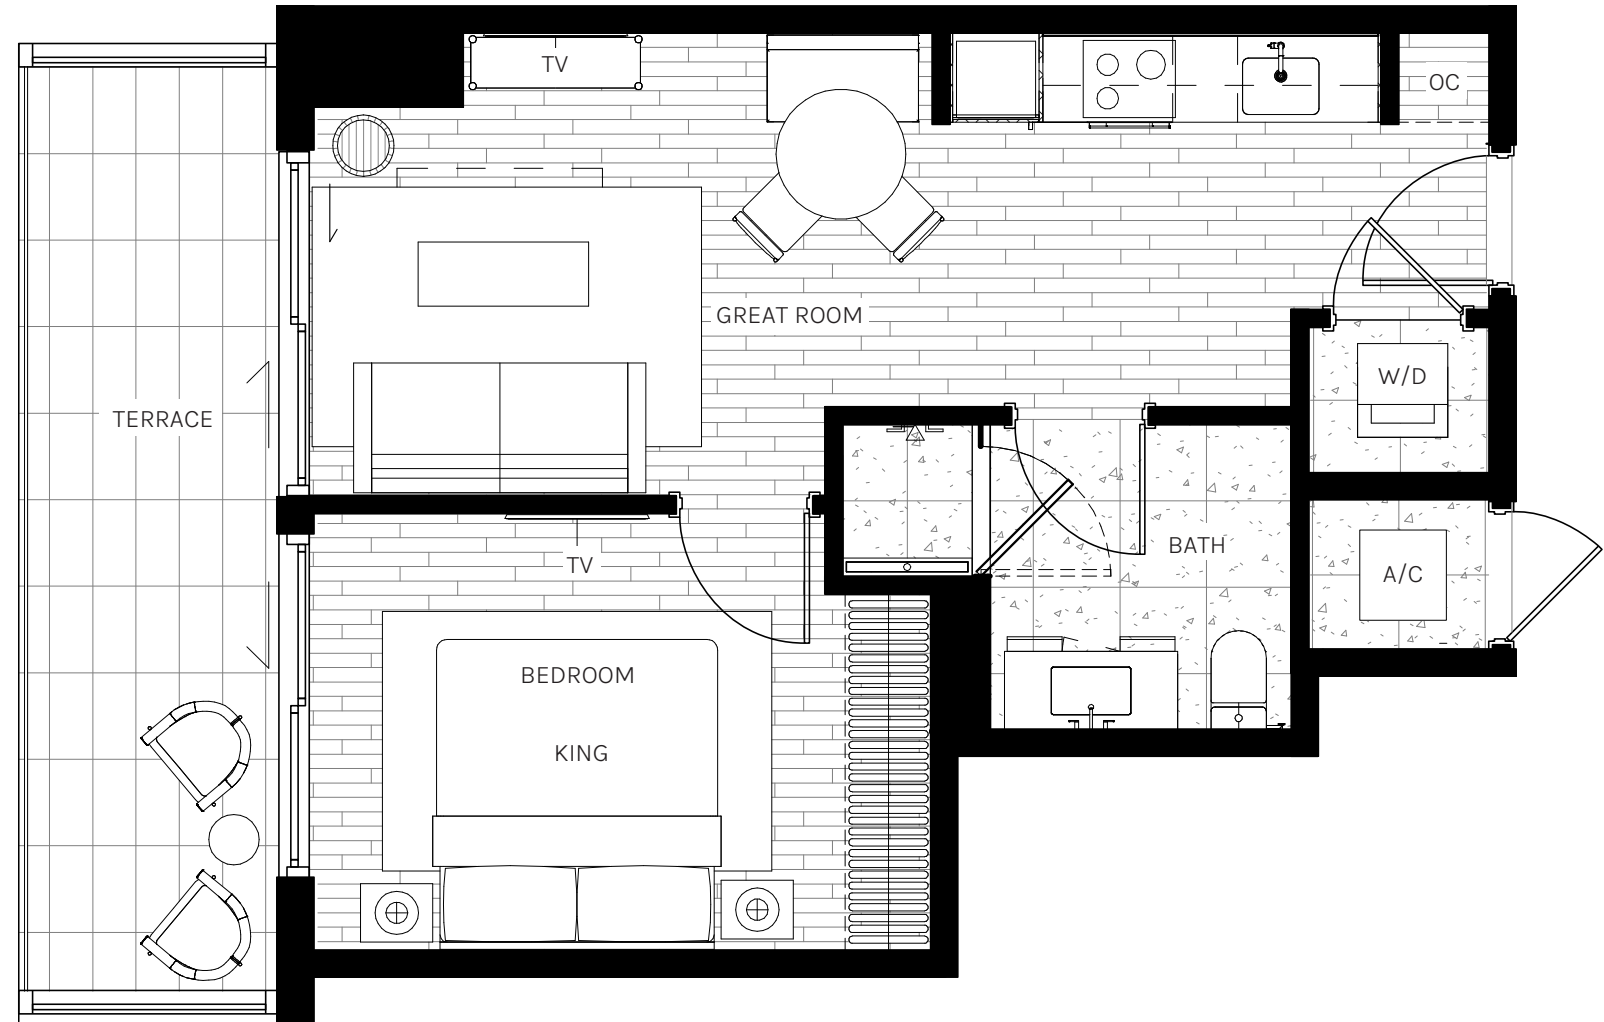 TV
OC
GREAT ROOM
W/D
TERRACE
BATH
TV
A/C
BEDROOM
KING